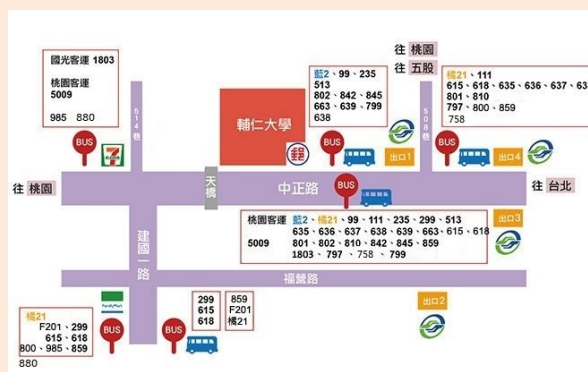 國光客運 1803
桃園客運
5009
985 880
BUS
7
ELEVEN
514巷
輔仁大學
郵
往 桃園
往 五股
藍2、99、235
513
802、842、845
663、639、799
638
BUS
出口1
508巷
橘21、111
615、618、635、636、637、638
801、810
797、800、859
758
BUS
出口4
往 桃園
天橋
中正路
BUS
往 台北
桃園客運
5009
藍2、橘21、99、111、235、299、513
635、636、637、638、639、663、615、618
801、802、810、842、845、859
1803、797、758、799
出口3
建國一路
福營路
出口2
FamilyMart
橘21
F201、299
615、618
800、985、859
880
BUS
BUS
299
615
618
859
F201
橘21